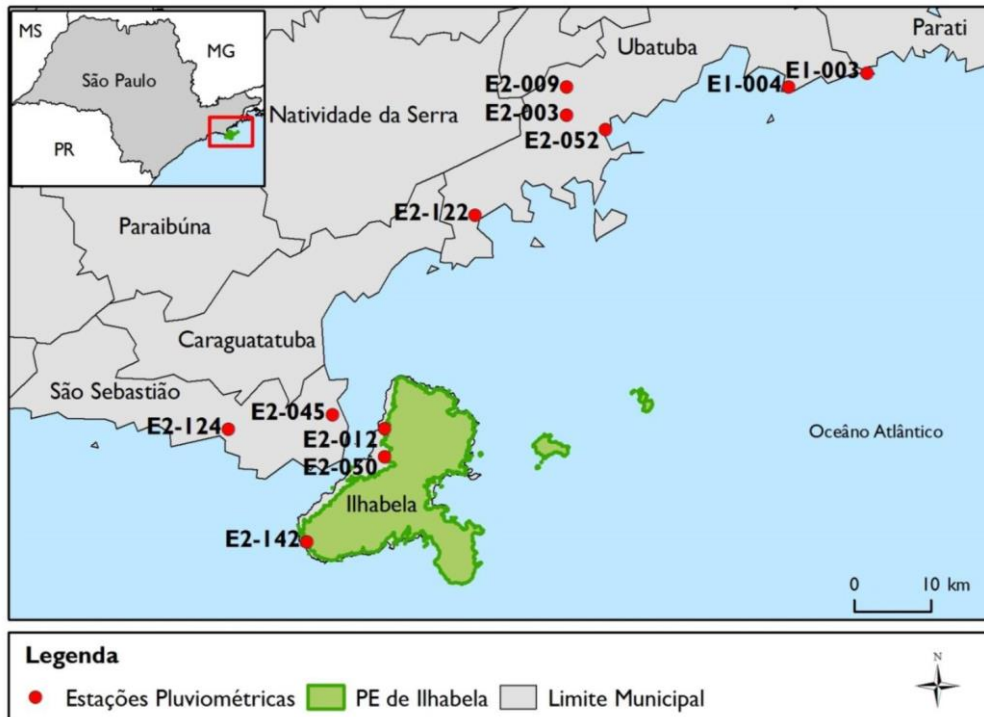 MS
MG
São Paulo
PR
Parati
Ubatuba
E1-003
E2-009
E1-004
Natividade da Serra
E2-003
E2-052
E2-122
Paraibúna
Caraguatatuba
São Sebastião
E2-045
E2-124
E2-012
Oceâno Atlântico
E2-050
Ilhabela
E2-142
0 10 km
Legenda
N
Estações Pluviométricas PE de Ilhabela Limite Municipal